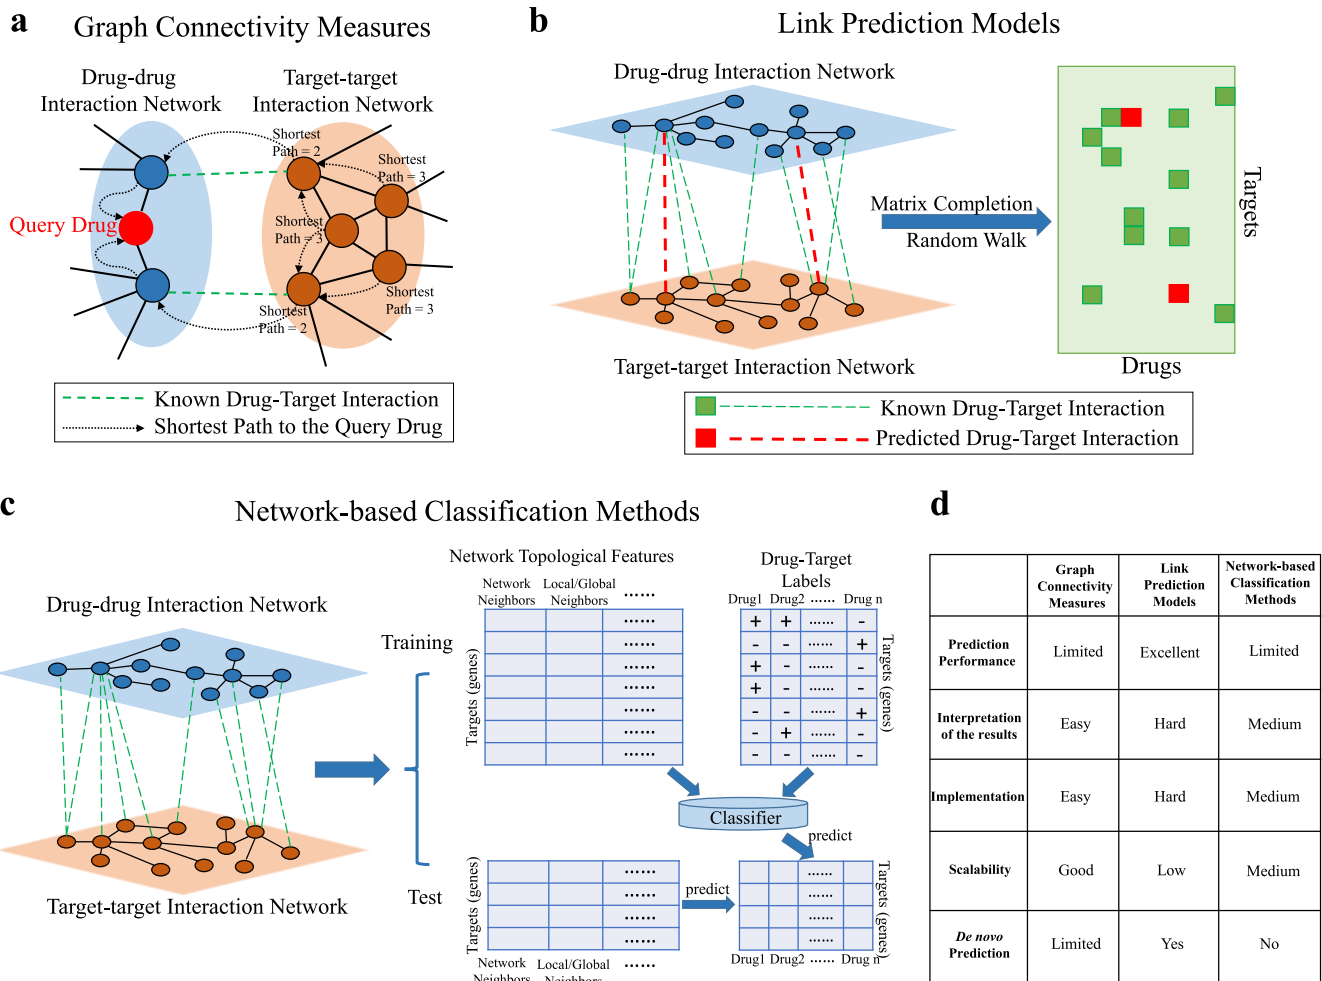 a
Graph Connectivity Measures
Drug-drug
Interaction Network
Target-target
Interaction Network
Shortest
Path = 2
Shortest
Path = 3
Query Drug
Shortest
Path = 3
Shortest
Path = 2
Shortest
Path = 3
Known Drug-Target Interaction
Shortest Path to the Query Drug
b
Link Prediction Models
Drug-drug Interaction Network
Matrix Completion
Random Walk
Targets
Drugs
Target-target Interaction Network
Known Drug-Target Interaction
Predicted Drug-Target Interaction
c
Network-based Classification Methods
Drug-drug Interaction Network
Target-target Interaction Network
Training
Test
Network Topological Features
Network
Neighbors
Local/Global
Neighbors
......
Targets (genes)
......
......
......
......
......
......
......
Drug-Target
Labels
Drug1 Drug2 ...... Drug n
+ + ...... -
- - ...... +
+ - ...... -
+ - ...... -
- - ...... +
- + ...... -
- - ...... -
Targets (genes)
Classifier
predict
Targets (genes)
......
......
......
......
Network
Neighbors
Local/Global
Neighbors
......
predict
......
......
......
......
Targets (genes)
Drug1 Drug2 ...... Drug n
d
Graph
Connectivity
Measures
Link
Prediction
Models
Network-based
Classification
Methods
Prediction
Performance
Limited
Excellent
Limited
Interpretation
of the results
Easy
Hard
Medium
Implementation
Easy
Hard
Medium
Scalability
Good
Low
Medium
De novo
Prediction
Limited
Yes
No